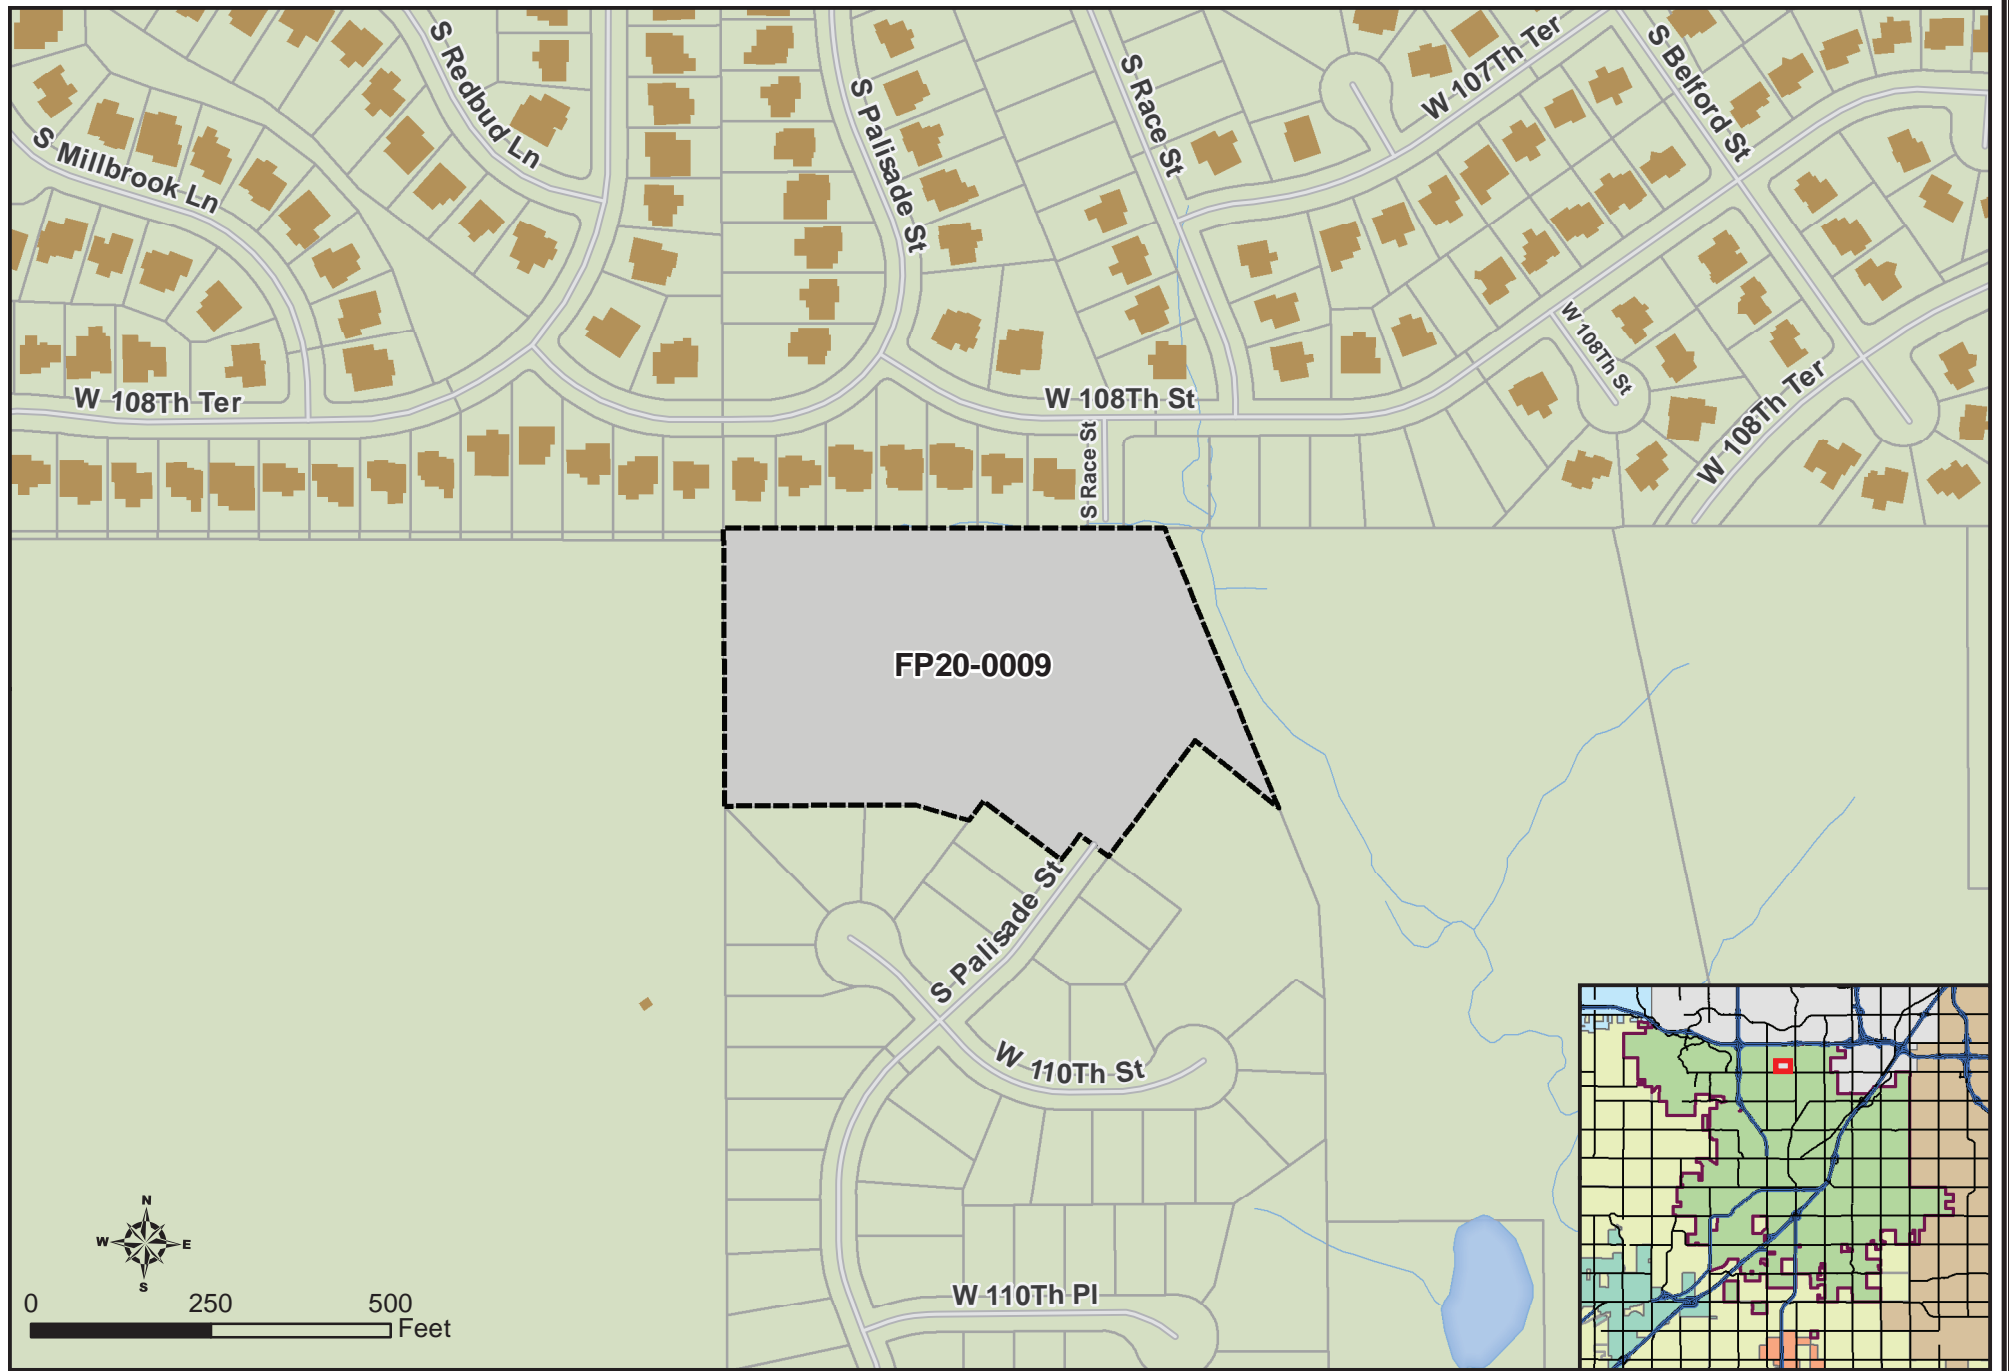 S Redbud Ln
S Palisade St
S Race St
W 107Th Ter
S Belford St
S Millbrook Ln
W 108Th St
W 108Th Ter
W 108Th St
W 108Th Ter
S Race St
FP20-0009
S Palisade St
W 110Th St
W 110Th Pl
N
W
E
S
0
250
500
Feet